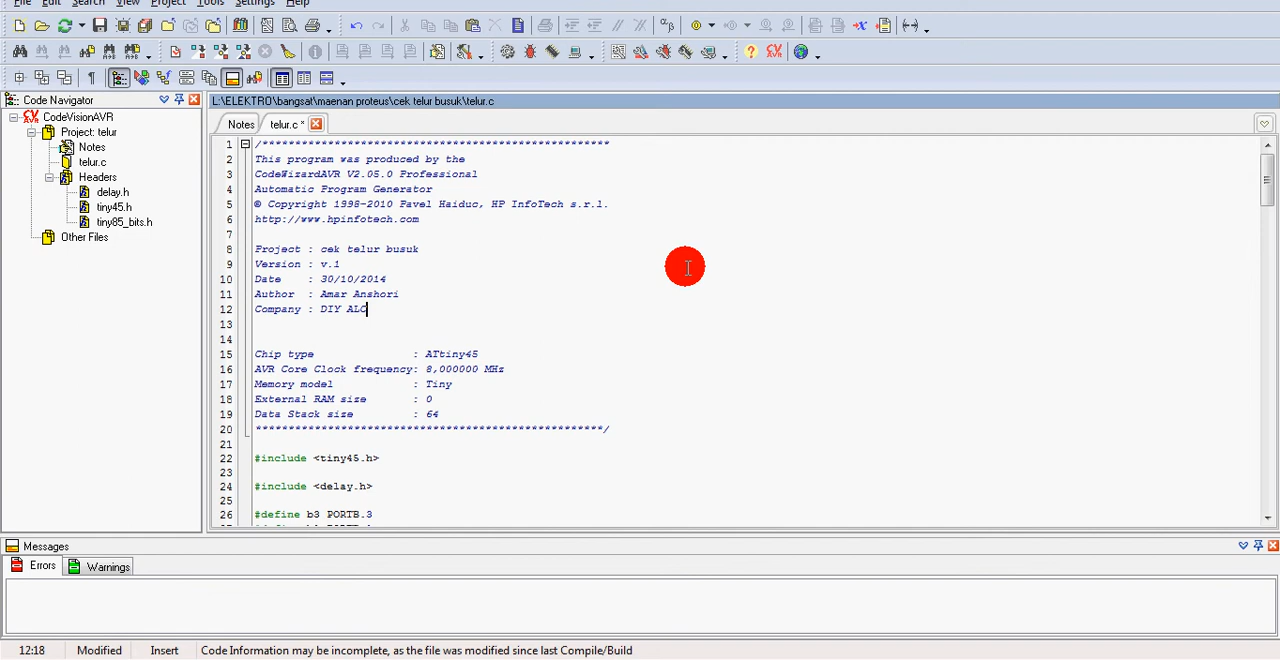 File Edit Search View Project Tools Settings Help
Code Navigator
CodeVisionAVR
Project: telur
Notes
telur.c
Headers
delay.h
tiny45.h
tiny85_bits.h
Other Files
L:\ELEKTRO\bangsat\maenan proteus\cek telur busuk\telur.c
Notes telur.c *
1 /****************************************************
2 This program was produced by the
3 CodeWizardAVR V2.05.0 Professional
4 Automatic Program Generator
5 © Copyright 1998-2010 Pavel Haiduc, HP InfoTech s.r.l.
6 http://www.hpinfotech.com
7
8 Project : cek telur busuk
9 Version : v.1
10 Date : 30/10/2014
11 Author : Amar Anshori
12 Company : DIY ALC
13
14
15 Chip type : ATtiny45
16 AVR Core Clock frequency: 8,000000 MHz
17 Memory model : Tiny
18 External RAM size : 0
19 Data Stack size : 64
20 *****************************************************/
21
22 #include <tiny45.h>
23
24 #include <delay.h>
25
26 #define b3 PORTB.3
Messages
Errors Warnings
12:18 Modified Insert Code Information may be incomplete, as the file was modified since last Compile/Build